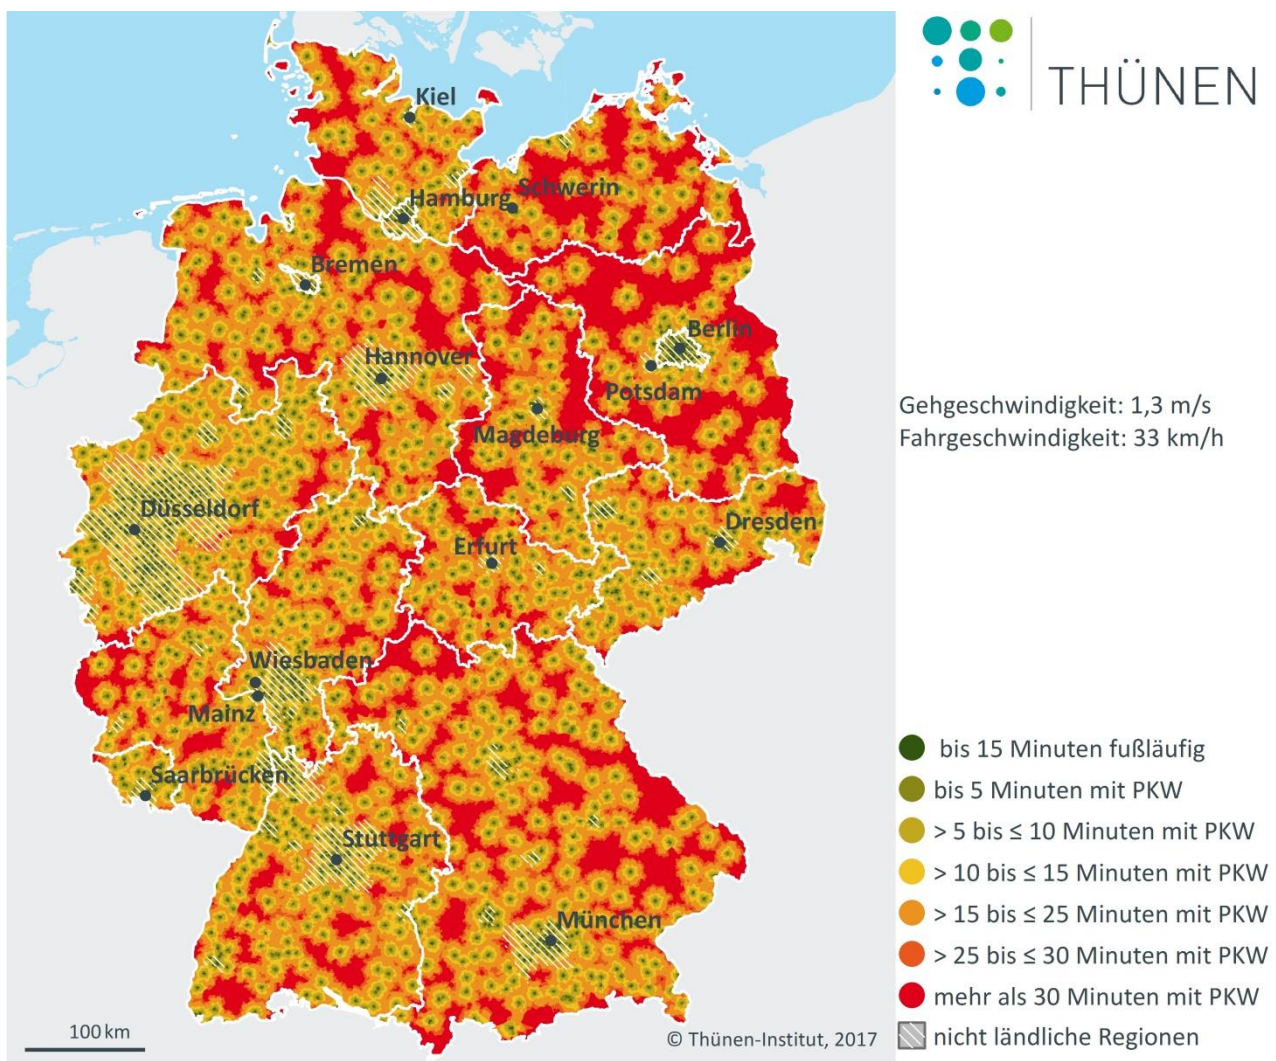 THÜNEN
Kiel
Hamburg
Schwerin
Bremen
Berlin
Hannover
Potsdam
Magdeburg
Düsseldorf
Dresden
Erfurt
Wiesbaden
Mainz
Saarbrücken
Stuttgart
München
Gehgeschwindigkeit: 1,3 m/s
Fahrgeschwindigkeit: 33 km/h
bis 15 Minuten fußläufig
bis 5 Minuten mit PKW
> 5 bis ≤ 10 Minuten mit PKW
> 10 bis ≤ 15 Minuten mit PKW
> 15 bis ≤ 25 Minuten mit PKW
> 25 bis ≤ 30 Minuten mit PKW
mehr als 30 Minuten mit PKW
nicht ländliche Regionen
100 km
© Thünen-Institut, 2017